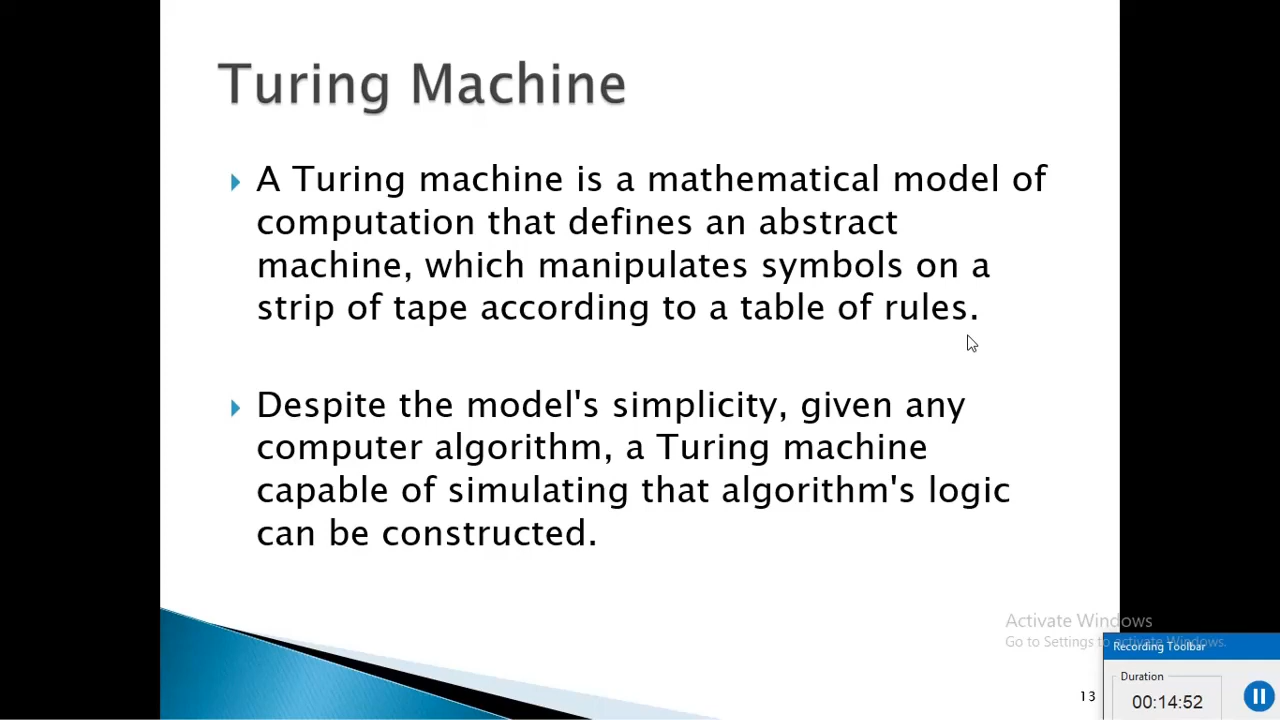 Turing Machine
A Turing machine is a mathematical model of
computation that defines an abstract
machine, which manipulates symbols on a
strip of tape according to a table of rules.
Despite the model's simplicity, given any
computer algorithm, a Turing machine
capable of simulating that algorithm's logic
can be constructed.
Activate Windows
Go to Settings to activate Windows.
Recording Toolbar
Duration
13
00:14:52